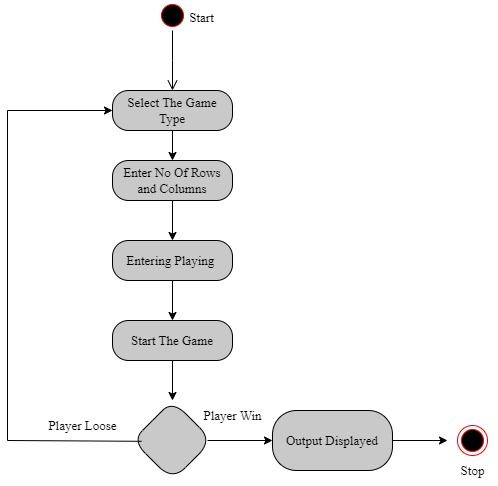 Start
Select The Game
Type
Enter No Of Rows
and Columns
Entering Playing
Start The Game
Player Loose
Player Win
Output Displayed
Stop